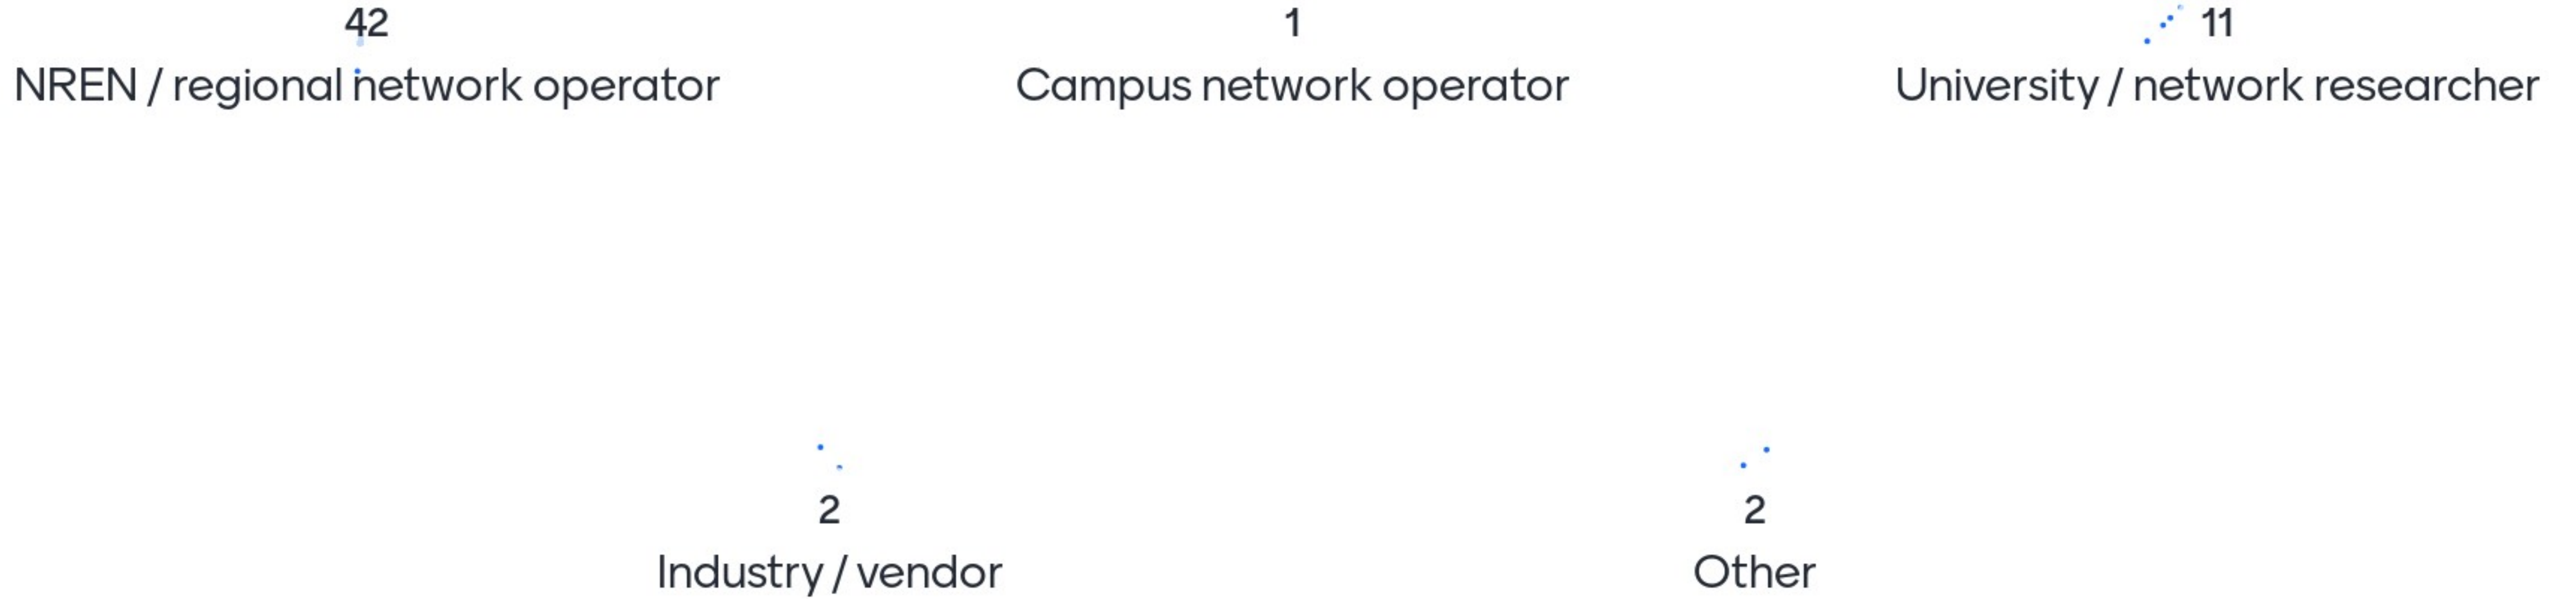 42
NREN / regional network operator
1
Campus network operator
11
University / network researcher
2
Industry / vendor
2
Other